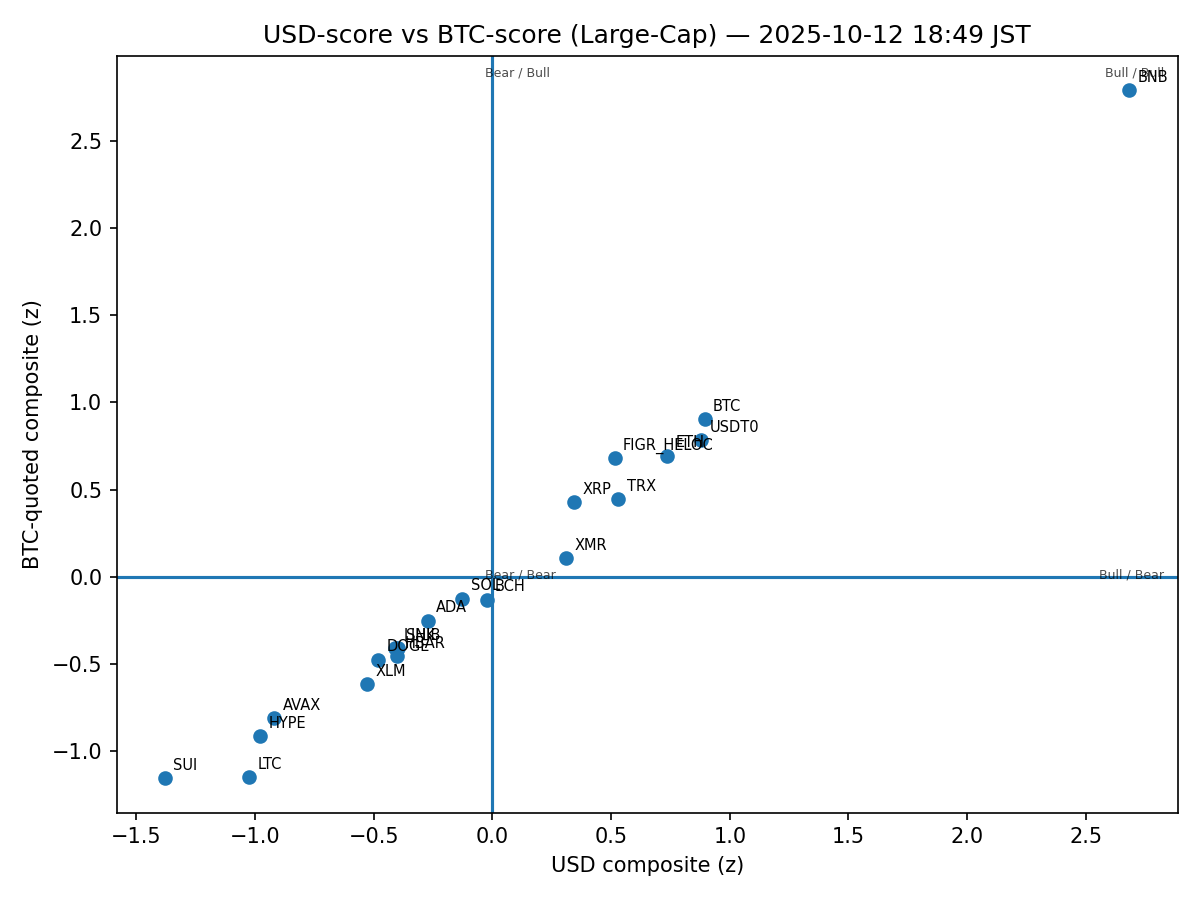 USD-score vs BTC-score (Large-Cap) — 2025-10-12 18:49 JST
Bear / Bull
Bull / Bull
BNB
2.5
2.0
1.5
1.0
0.5
0.0
−0.5
−1.0
BTC-quoted composite (z)
BTC
USDT0
ETH
FIGR_HELOC
XRP
TRX
XMR
Bear / Bear
Bull / Bear
SOL
BCH
ADA
LINK
HBAR
DOGE
XLM
AVAX
HYPE
SUI
LTC
−1.5
−1.0
−0.5
0.0
0.5
1.0
1.5
2.0
2.5
USD composite (z)